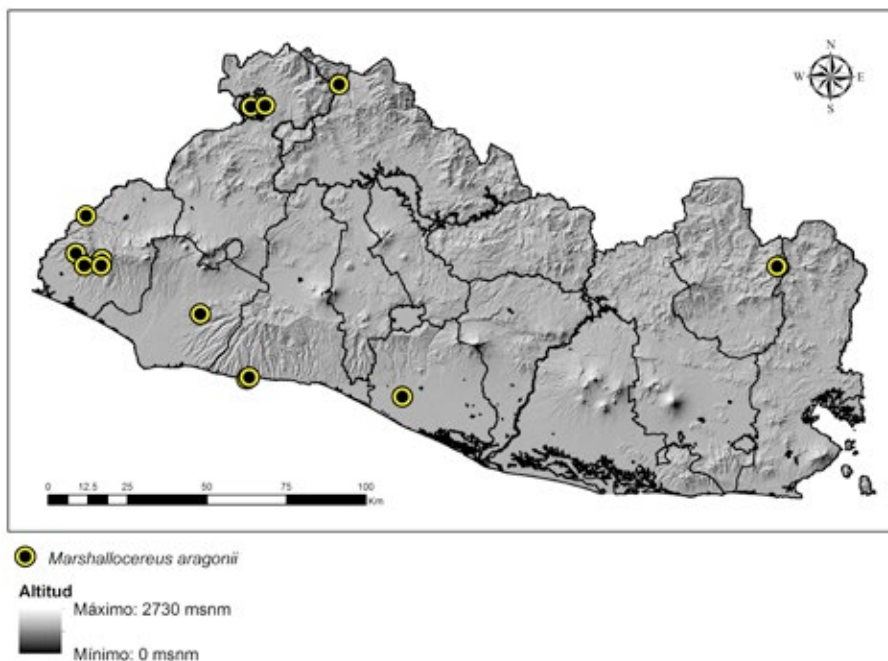 N
W E
S
0 12.5 25 50 75 100
Km
Marshallocereus aragonii
Altitud
Máximo: 2730 msnm
Mínimo: 0 msnm